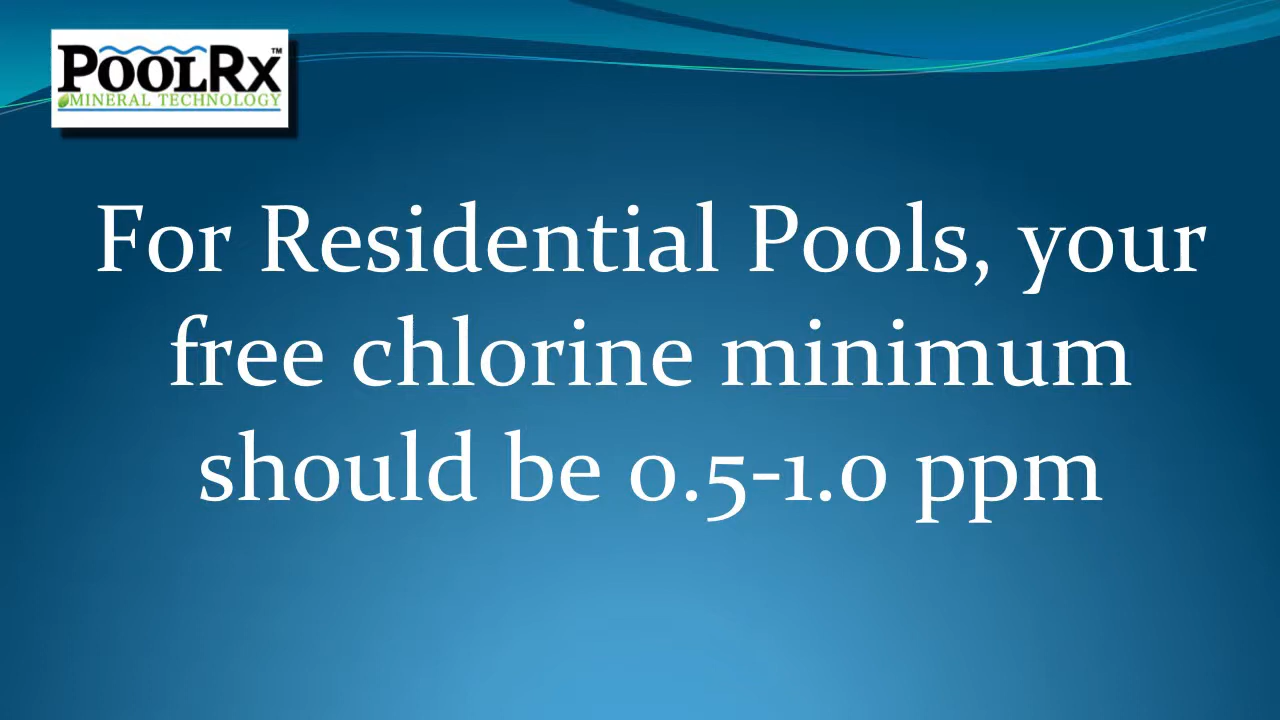 PoolRx™
MINERAL TECHNOLOGY
For Residential Pools, your
free chlorine minimum
should be 0.5-1.0 ppm